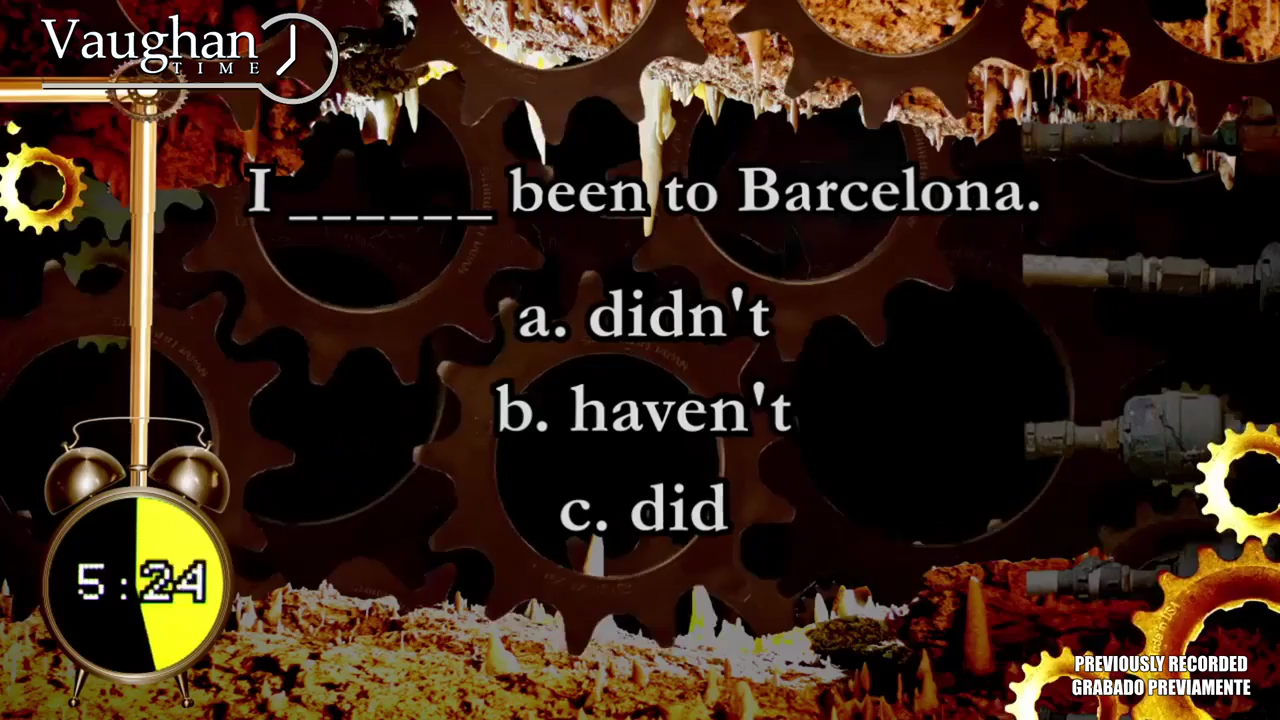 Vaughan
TIME
I ______ been to Barcelona.
a. didn't
b. haven't
c. did
5:24
PREVIOUSLY RECORDED
GRABADO PREVIAMENTE